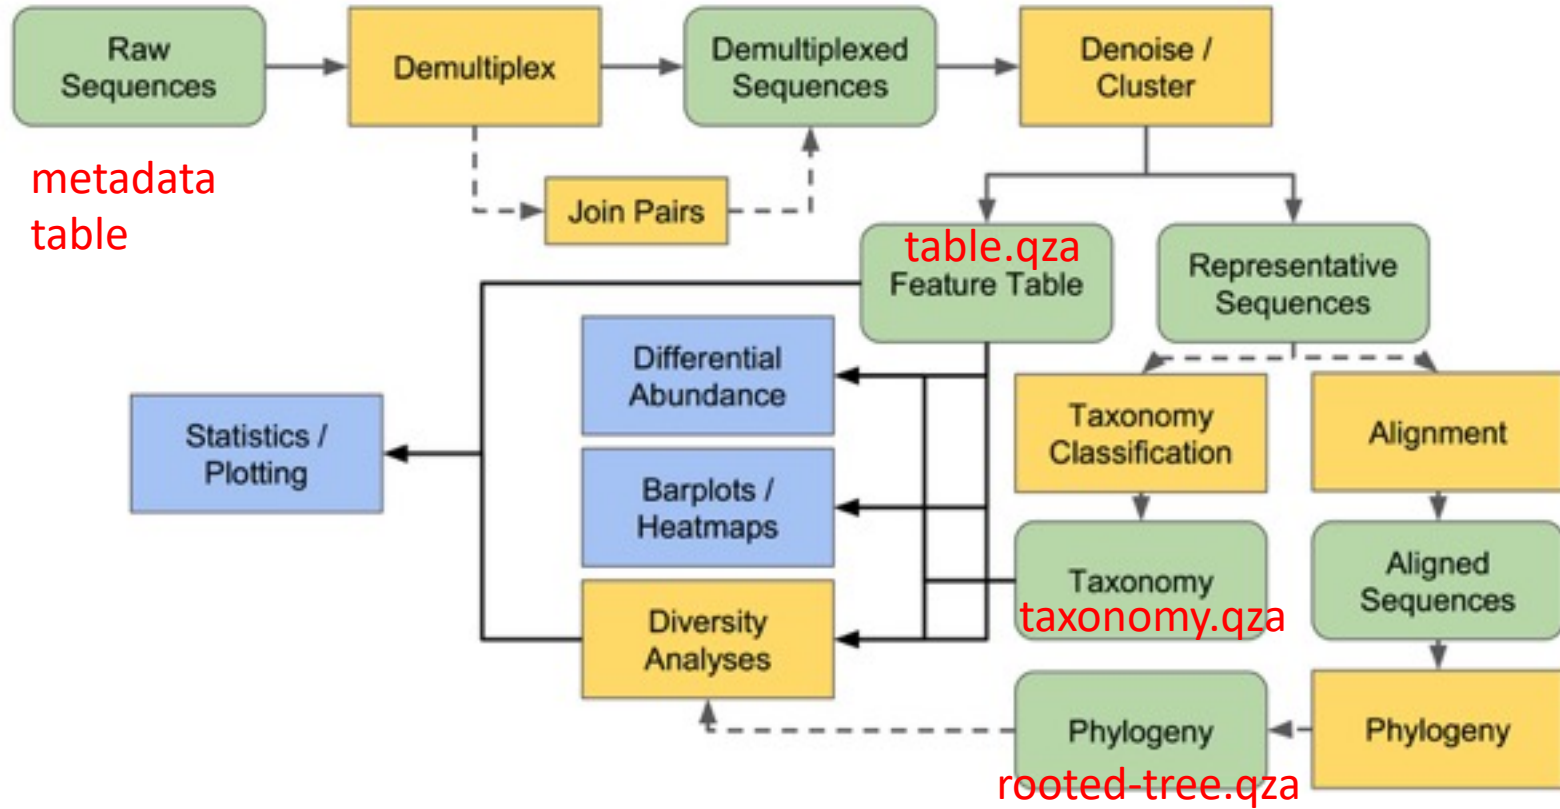 Raw
Sequences
Demultiplex
Demultiplexed
Sequences
Denoise /
Cluster
metadata
table
Join Pairs
table.qza
Feature Table
Representative
Sequences
Differential
Abundance
Taxonomy
Classification
Alignment
Statistics /
Plotting
Barplots /
Heatmaps
Taxonomy
taxonomy.qza
Aligned
Sequences
Diversity
Analyses
Phylogeny
rooted-tree.qza
Phylogeny